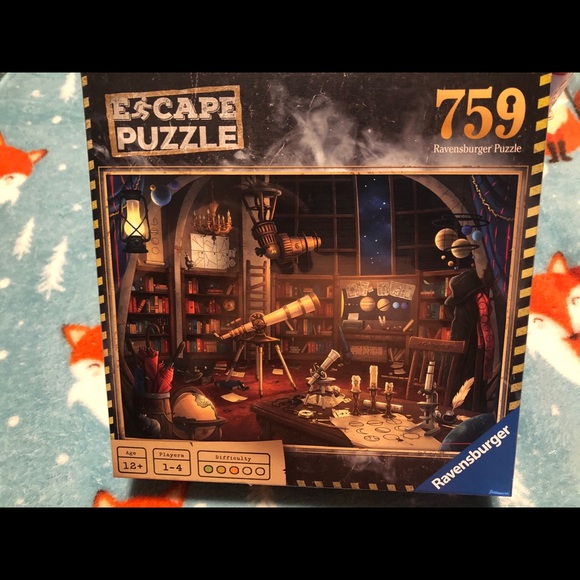 ESCAPE
PUZZLE
759
Ravensburger Puzzle
Age
12+
Players
1-4
Difficulty
Ravensburger